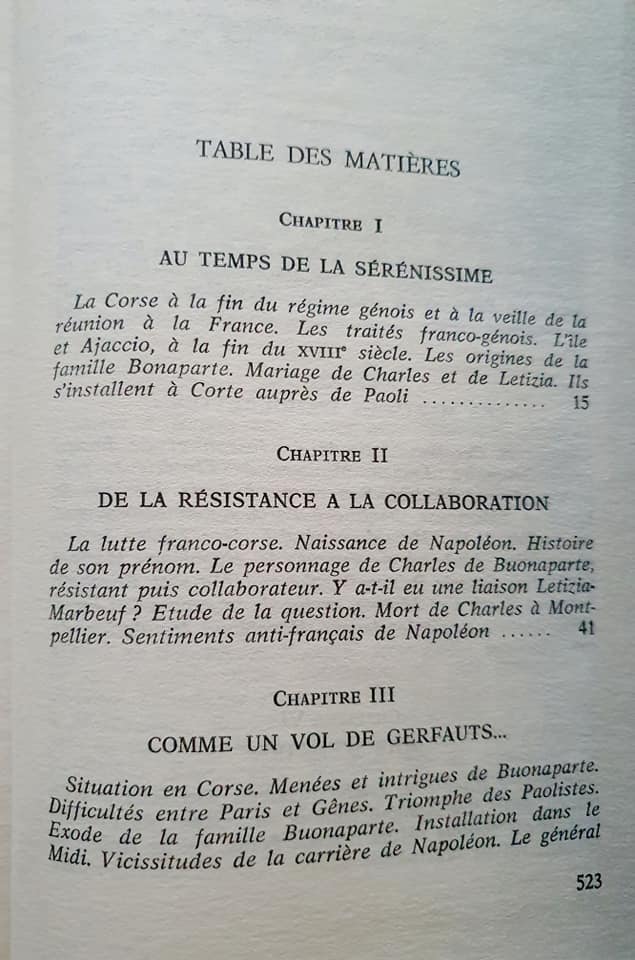 TABLE DES MATIÈRES
CHAPITRE I
AU TEMPS DE LA SÉRÉNISSIME
La Corse à la fin du régime génois et à la veille de la
réunion à la France. Les traités franco-génois. L'île
et Ajaccio, à la fin du XVIIIe siècle. Les origines de la
famille Bonaparte. Mariage de Charles et de Letizia. Ils
s'installent à Corte auprès de Paoli .............. 15
CHAPITRE II
DE LA RÉSISTANCE A LA COLLABORATION
La lutte franco-corse. Naissance de Napoléon. Histoire
de son prénom. Le personnage de Charles de Buonaparte,
résistant puis collaborateur. Y a-t-il eu une liaison Letizia-
Marbeuf ? Etude de la question. Mort de Charles à Mont-
pellier. Sentiments anti-français de Napoléon ...... 41
CHAPITRE III
COMME UN VOL DE GERFAUTS...
Situation en Corse. Menées et intrigues de Buonaparte.
Difficultés entre Paris et Gênes. Triomphe des Paolistes.
Exode de la famille Buonaparte. Installation dans le
Midi. Vicissitudes de la carrière de Napoléon. Le général
523